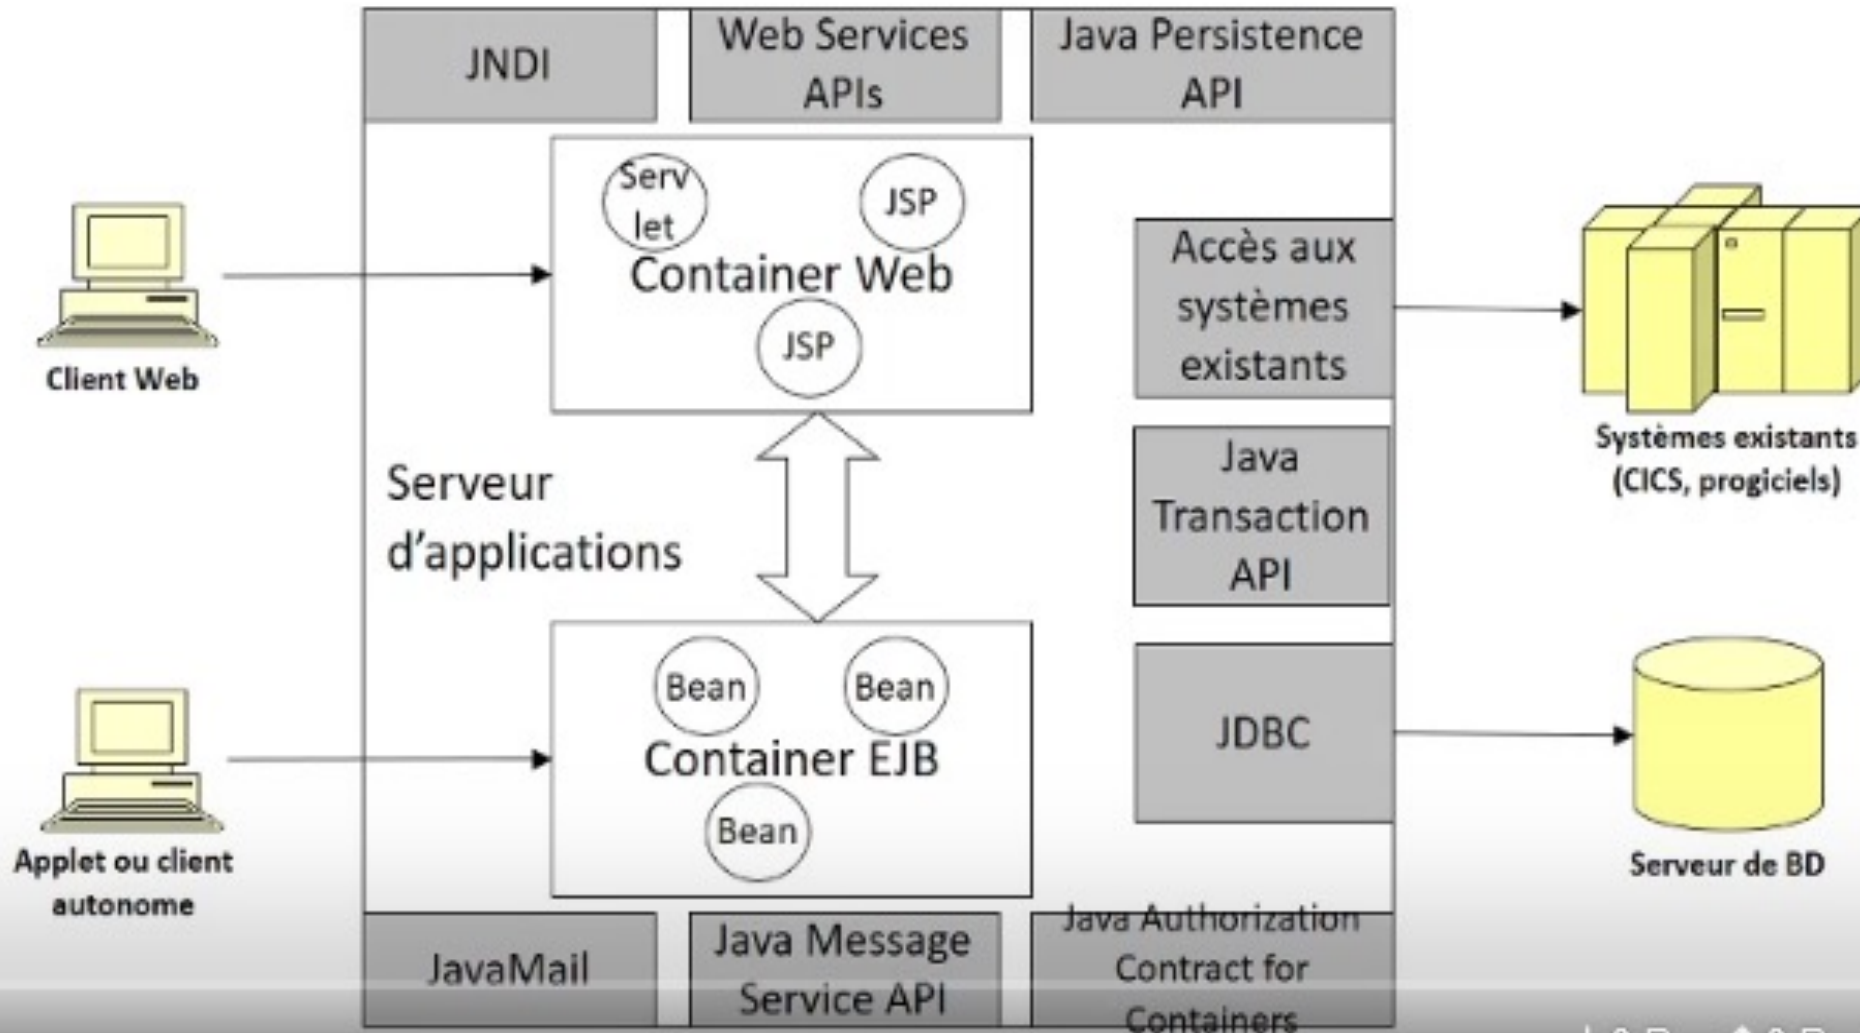 JNDI
Web Services
APIs
Java Persistence
API
Serv
let
JSP
Container Web
JSP
Client Web
Accès aux
systèmes
existants
Systèmes existants
(CICS, progiciels)
Serveur
d'applications
Java
Transaction
API
Bean
Bean
Container EJB
Bean
Applet ou client
autonome
JDBC
Serveur de BD
JavaMail
Java Message
Service API
Java Authorization
Contract for
Containers